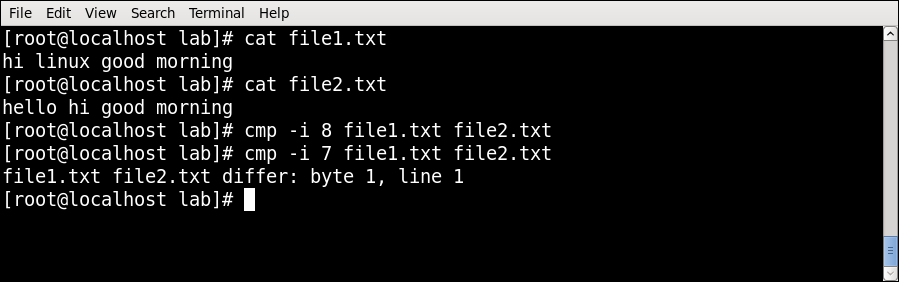 File Edit View Search Terminal Help
[root@localhost lab]# cat file1.txt
hi linux good morning
[root@localhost lab]# cat file2.txt
hello hi good morning
[root@localhost lab]# cmp -i 8 file1.txt file2.txt
[root@localhost lab]# cmp -i 7 file1.txt file2.txt
file1.txt file2.txt differ: byte 1, line 1
[root@localhost lab]#